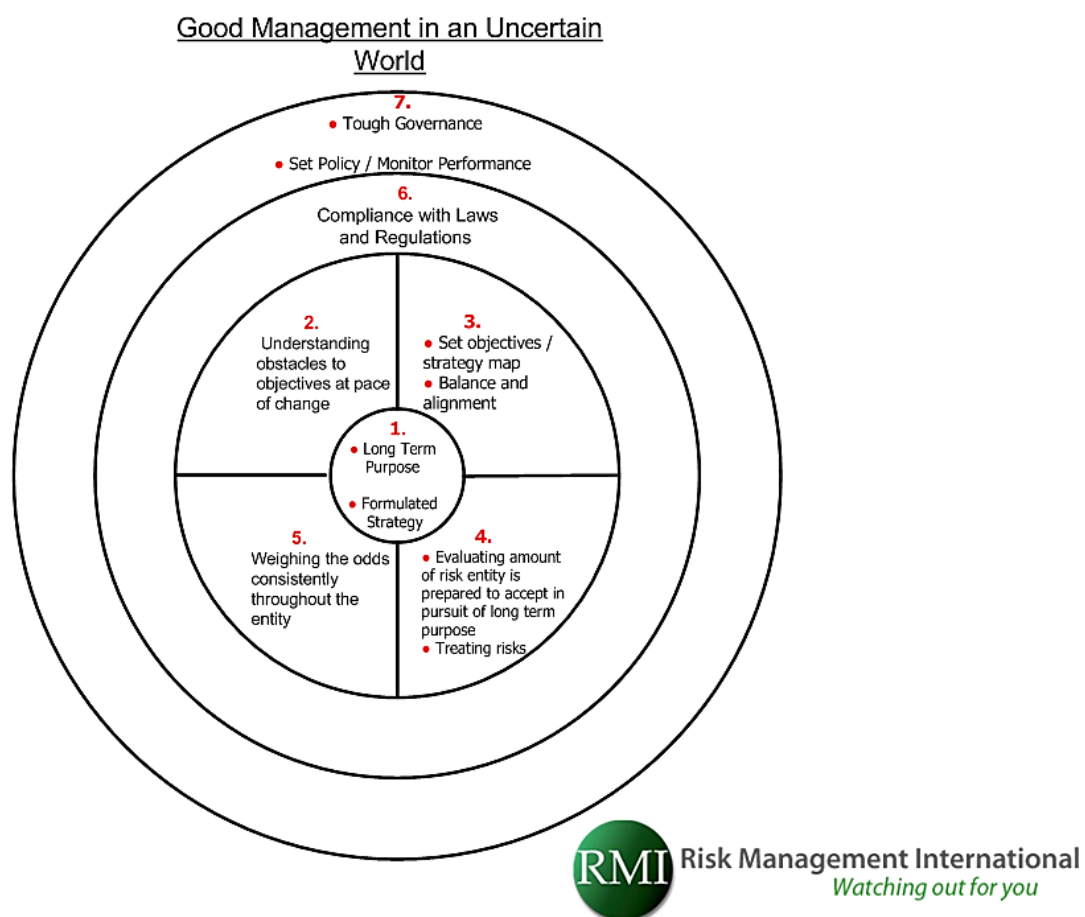 Good Management in an Uncertain
World
7.
• Tough Governance
• Set Policy / Monitor Performance
6.
Compliance with Laws
and Regulations
2.
Understanding
obstacles to
objectives at pace
of change
3.
• Set objectives /
strategy map
• Balance and
alignment
1.
• Long Term
Purpose
• Formulated
Strategy
5.
Weighing the odds
consistently
throughout the
entity
4.
• Evaluating amount
of risk entity is
prepared to accept in
pursuit of long term
purpose
• Treating risks
RMI
Risk Management International
Watching out for you